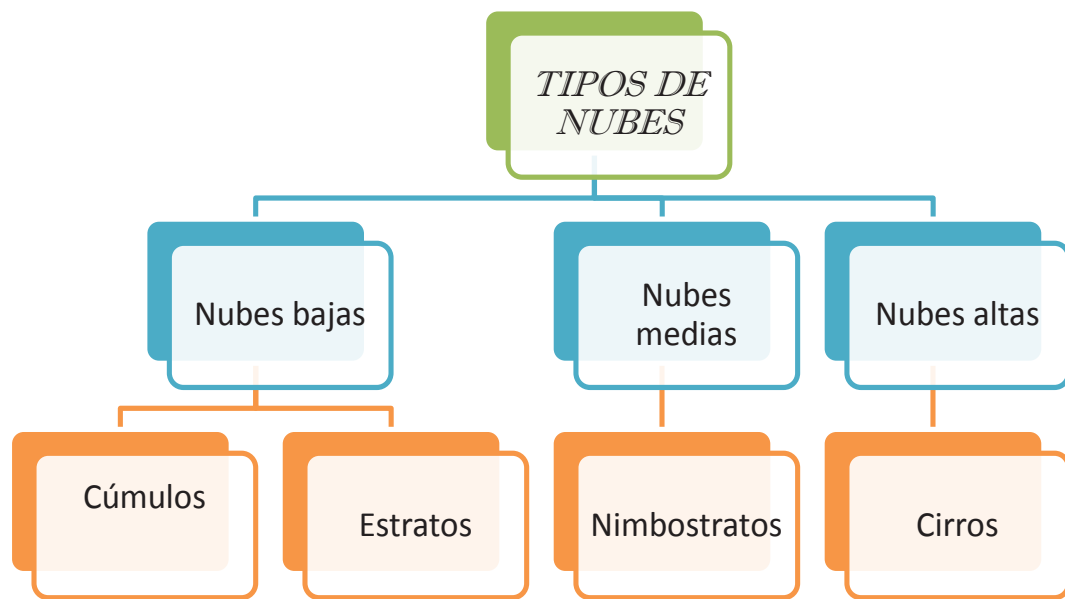 TIPOS DE
NUBES
Nubes bajas
Nubes
medias
Nubes altas
Cúmulos
Estratos
Nimbostratos
Cirros